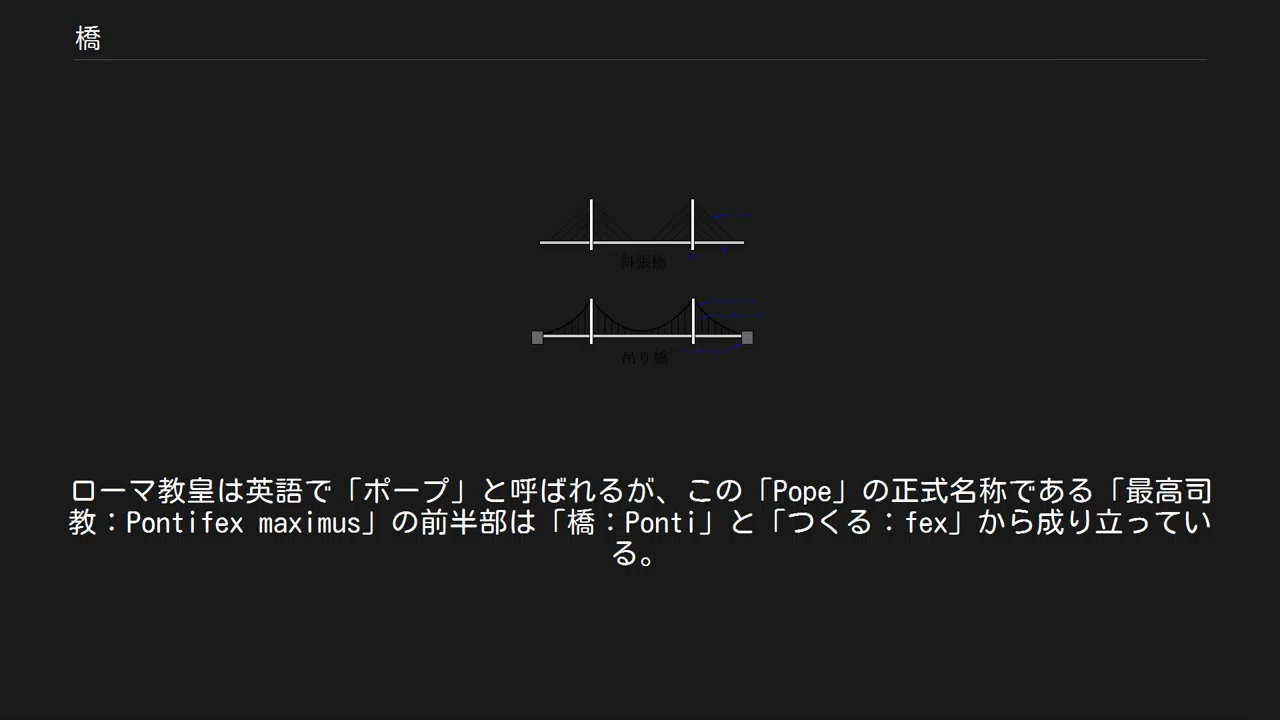 橋
斜張橋
吊り橋
ローマ教皇は英語で「ポープ」と呼ばれるが、この「Pope」の正式名称である「最高司
教：Pontifex maximus」の前半部は「橋：Ponti」と「つくる：fex」から成り立ってい
る。